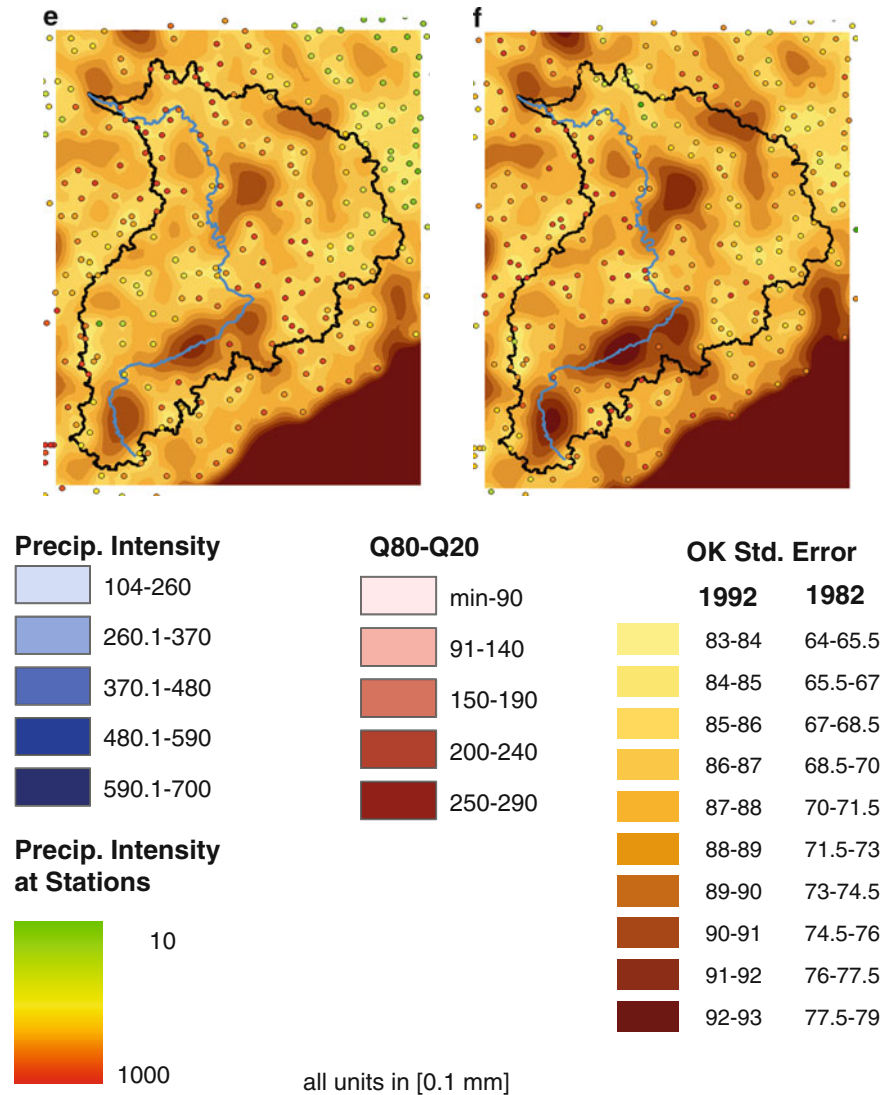 e
f
Precip. Intensity
104-260
260.1-370
370.1-480
480.1-590
590.1-700
Precip. Intensity
at Stations
10
1000
Q80-Q20
min-90
91-140
150-190
200-240
250-290
all units in [0.1 mm]
OK Std. Error
1992 1982
83-84 64-65.5
84-85 65.5-67
85-86 67-68.5
86-87 68.5-70
87-88 70-71.5
88-89 71.5-73
89-90 73-74.5
90-91 74.5-76
91-92 76-77.5
92-93 77.5-79